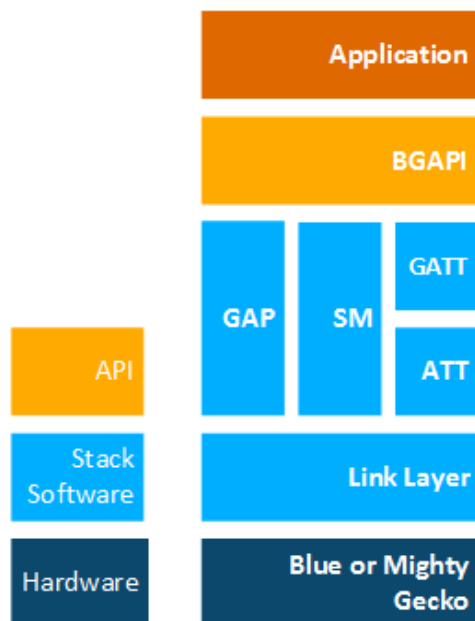 Application
BGAPI
GATT
GAP
SM
API
ATT
Stack
Software
Link Layer
Hardware
Blue or Mighty
Gecko